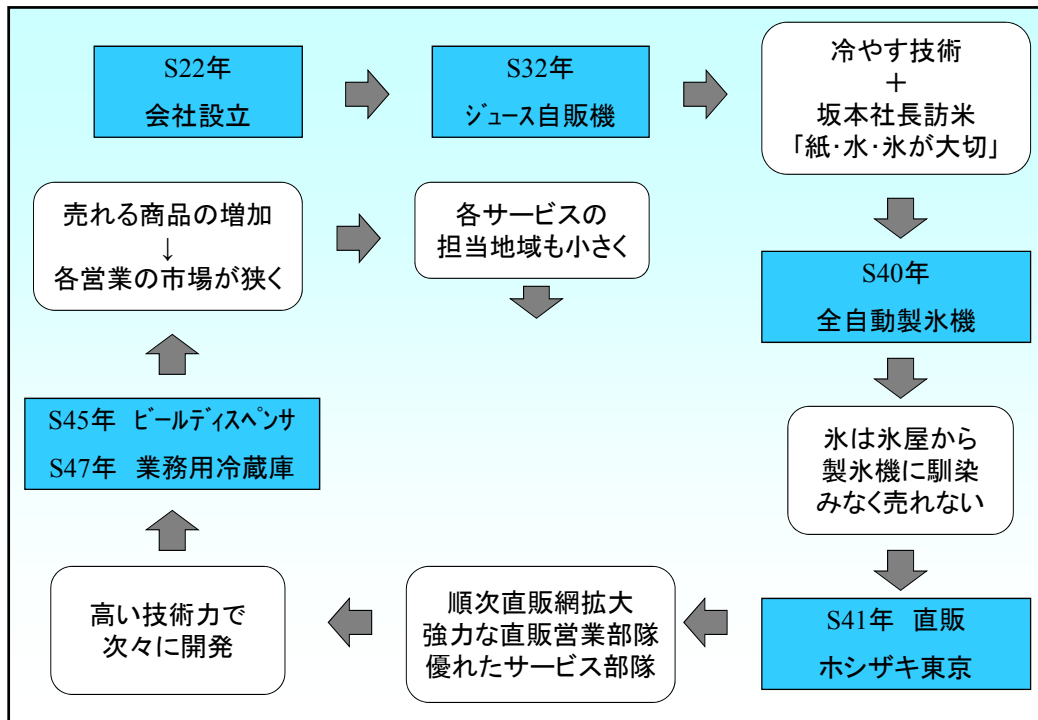 S22年
会社設立
S32年
ｼﾞｭｰｽ自販機
冷やす技術
＋
坂本社長訪米
「紙･水･氷が大切」
S40年
全自動製氷機
氷は氷屋から
製氷機に馴染
みなく売れない
S41年 直販
ホシザキ東京
順次直販網拡大
強力な直販営業部隊
優れたサービス部隊
高い技術力で
次々に開発
S45年 ﾋﾞｰﾙﾃﾞｨｽﾍﾟﾝｻ
S47年 業務用冷蔵庫
売れる商品の増加
↓
各営業の市場が狭く
各サービスの
担当地域も小さく